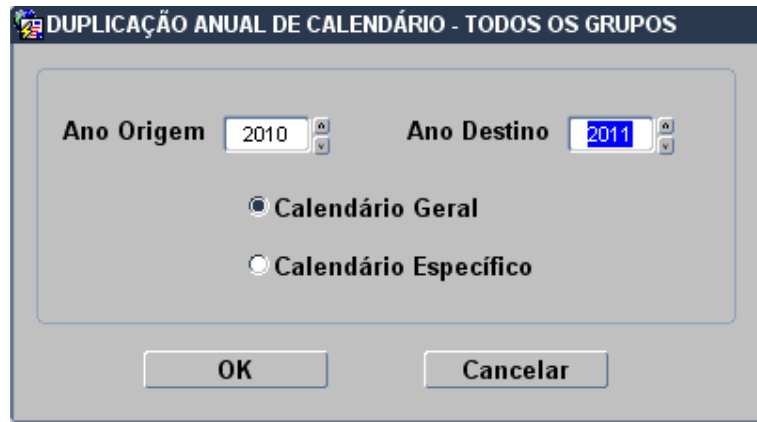 DUPLICAÇÃO ANUAL DE CALENDÁRIO - TODOS OS GRUPOS
Ano Origem 2010 Ano Destino 2011
Calendário Geral
Calendário Específico
OK Cancelar